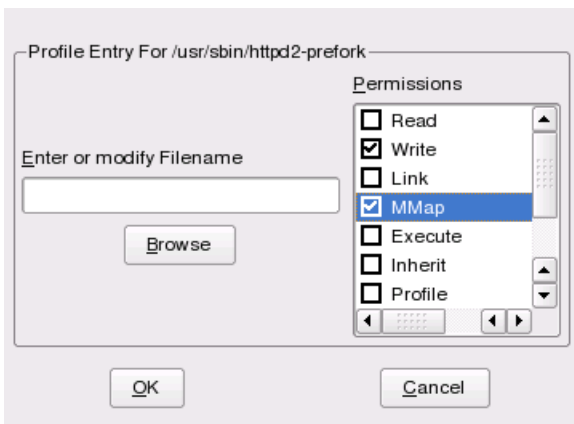 Profile Entry For /usr/sbin/httpd2-prefork
Permissions
Read
Write
Link
MMap
Execute
Inherit
Profile
Enter or modify Filename
Browse
OK
Cancel